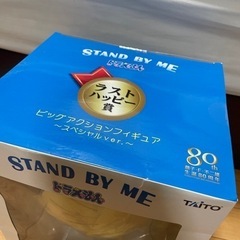 STAND BY ME
ドラえもん
ラスト
ハッピー
賞
ビッグアクションフィギュア
～スペシャルver.～
80th
TAITO
STAND BY ME
ドラえもん